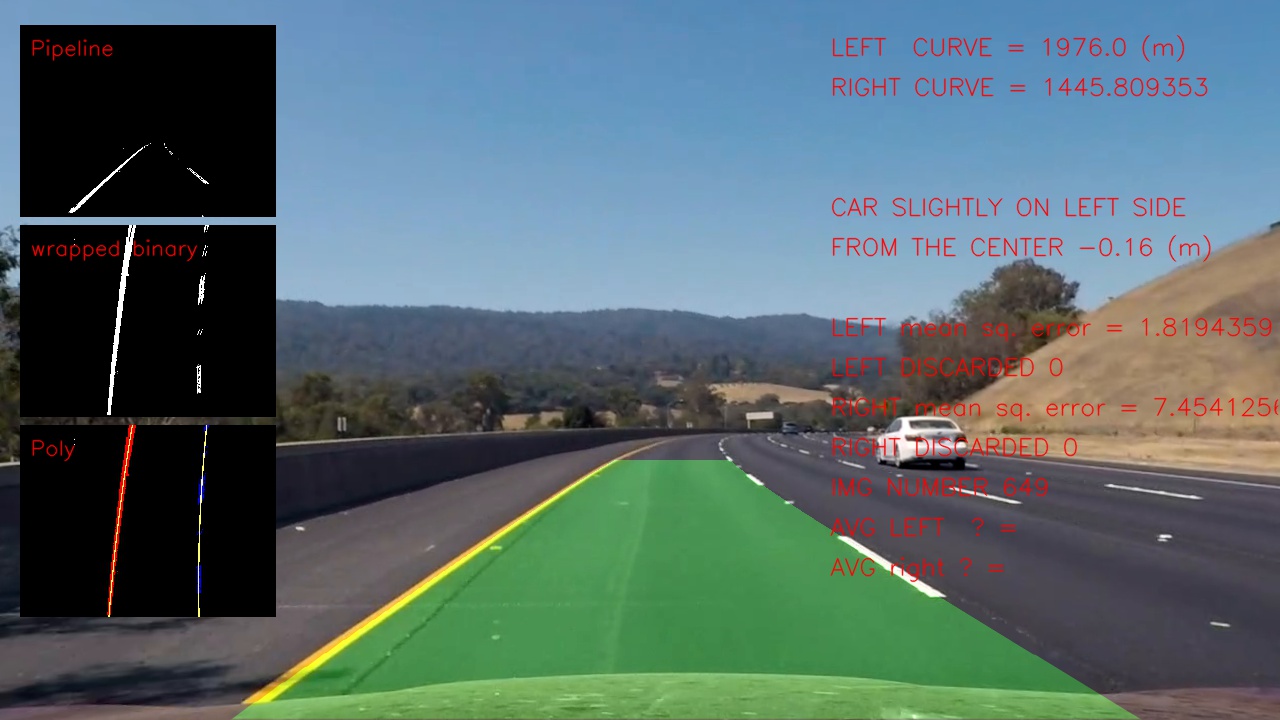 Pipeline
wrapped binary
Poly
LEFT CURVE = 1976.0 (m)
RIGHT CURVE = 1445.809353
CAR SLIGHTLY ON LEFT SIDE
FROM THE CENTER -0.16 (m)
LEFT mean sq. error = 1.8194359
LEFT DISCARDED 0
RIGHT mean sq. error = 7.4541256
RIGHT DISCARDED 0
IMG NUMBER 649
AVG LEFT ? =
AVG right ? =